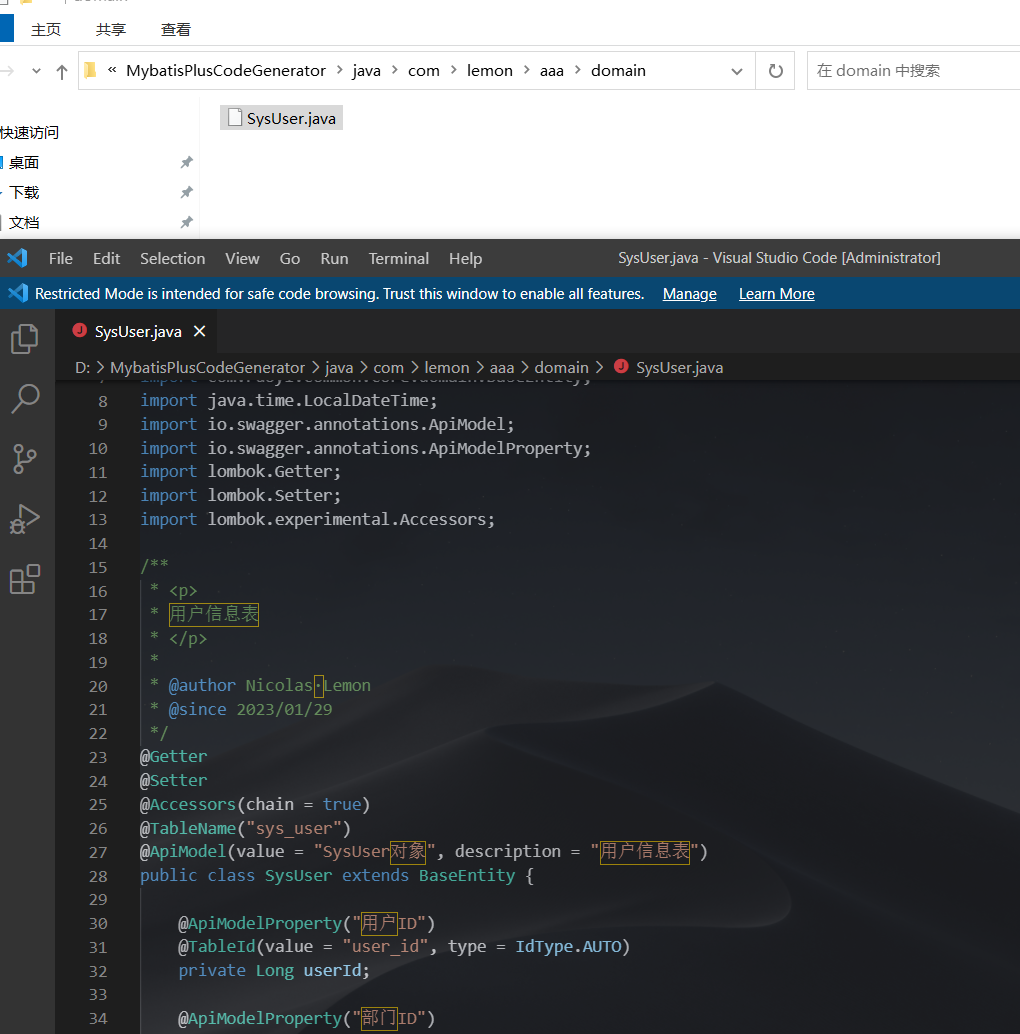 主页 共享 查看
« MybatisPlusCodeGenerator › java › com › lemon › aaa › domain
在 domain 中搜索
快速访问
SysUser.java
桌面
下载
文档
File Edit Selection View Go Run Terminal Help SysUser.java - Visual Studio Code [Administrator]
Restricted Mode is intended for safe code browsing. Trust this window to enable all features. Manage Learn More
SysUser.java
D: > MybatisPlusCodeGenerator > java > com > lemon > aaa > domain > SysUser.java
8 import java.time.LocalDateTime;
9 import io.swagger.annotations.ApiModel;
10 import io.swagger.annotations.ApiModelProperty;
11 import lombok.Getter;
12 import lombok.Setter;
13 import lombok.experimental.Accessors;
14
15 /**
16 * <p>
17 * 用户信息表
18 * </p>
19 *
20 * @author Nicolas·Lemon
21 * @since 2023/01/29
22 */
23 @Getter
24 @Setter
25 @Accessors(chain = true)
26 @TableName("sys_user")
27 @ApiModel(value = "SysUser对象", description = "用户信息表")
28 public class SysUser extends BaseEntity {
29
30 @ApiModelProperty("用户ID")
31 @TableId(value = "user_id", type = IdType.AUTO)
32 private Long userId;
33
34 @ApiModelProperty("部门ID")